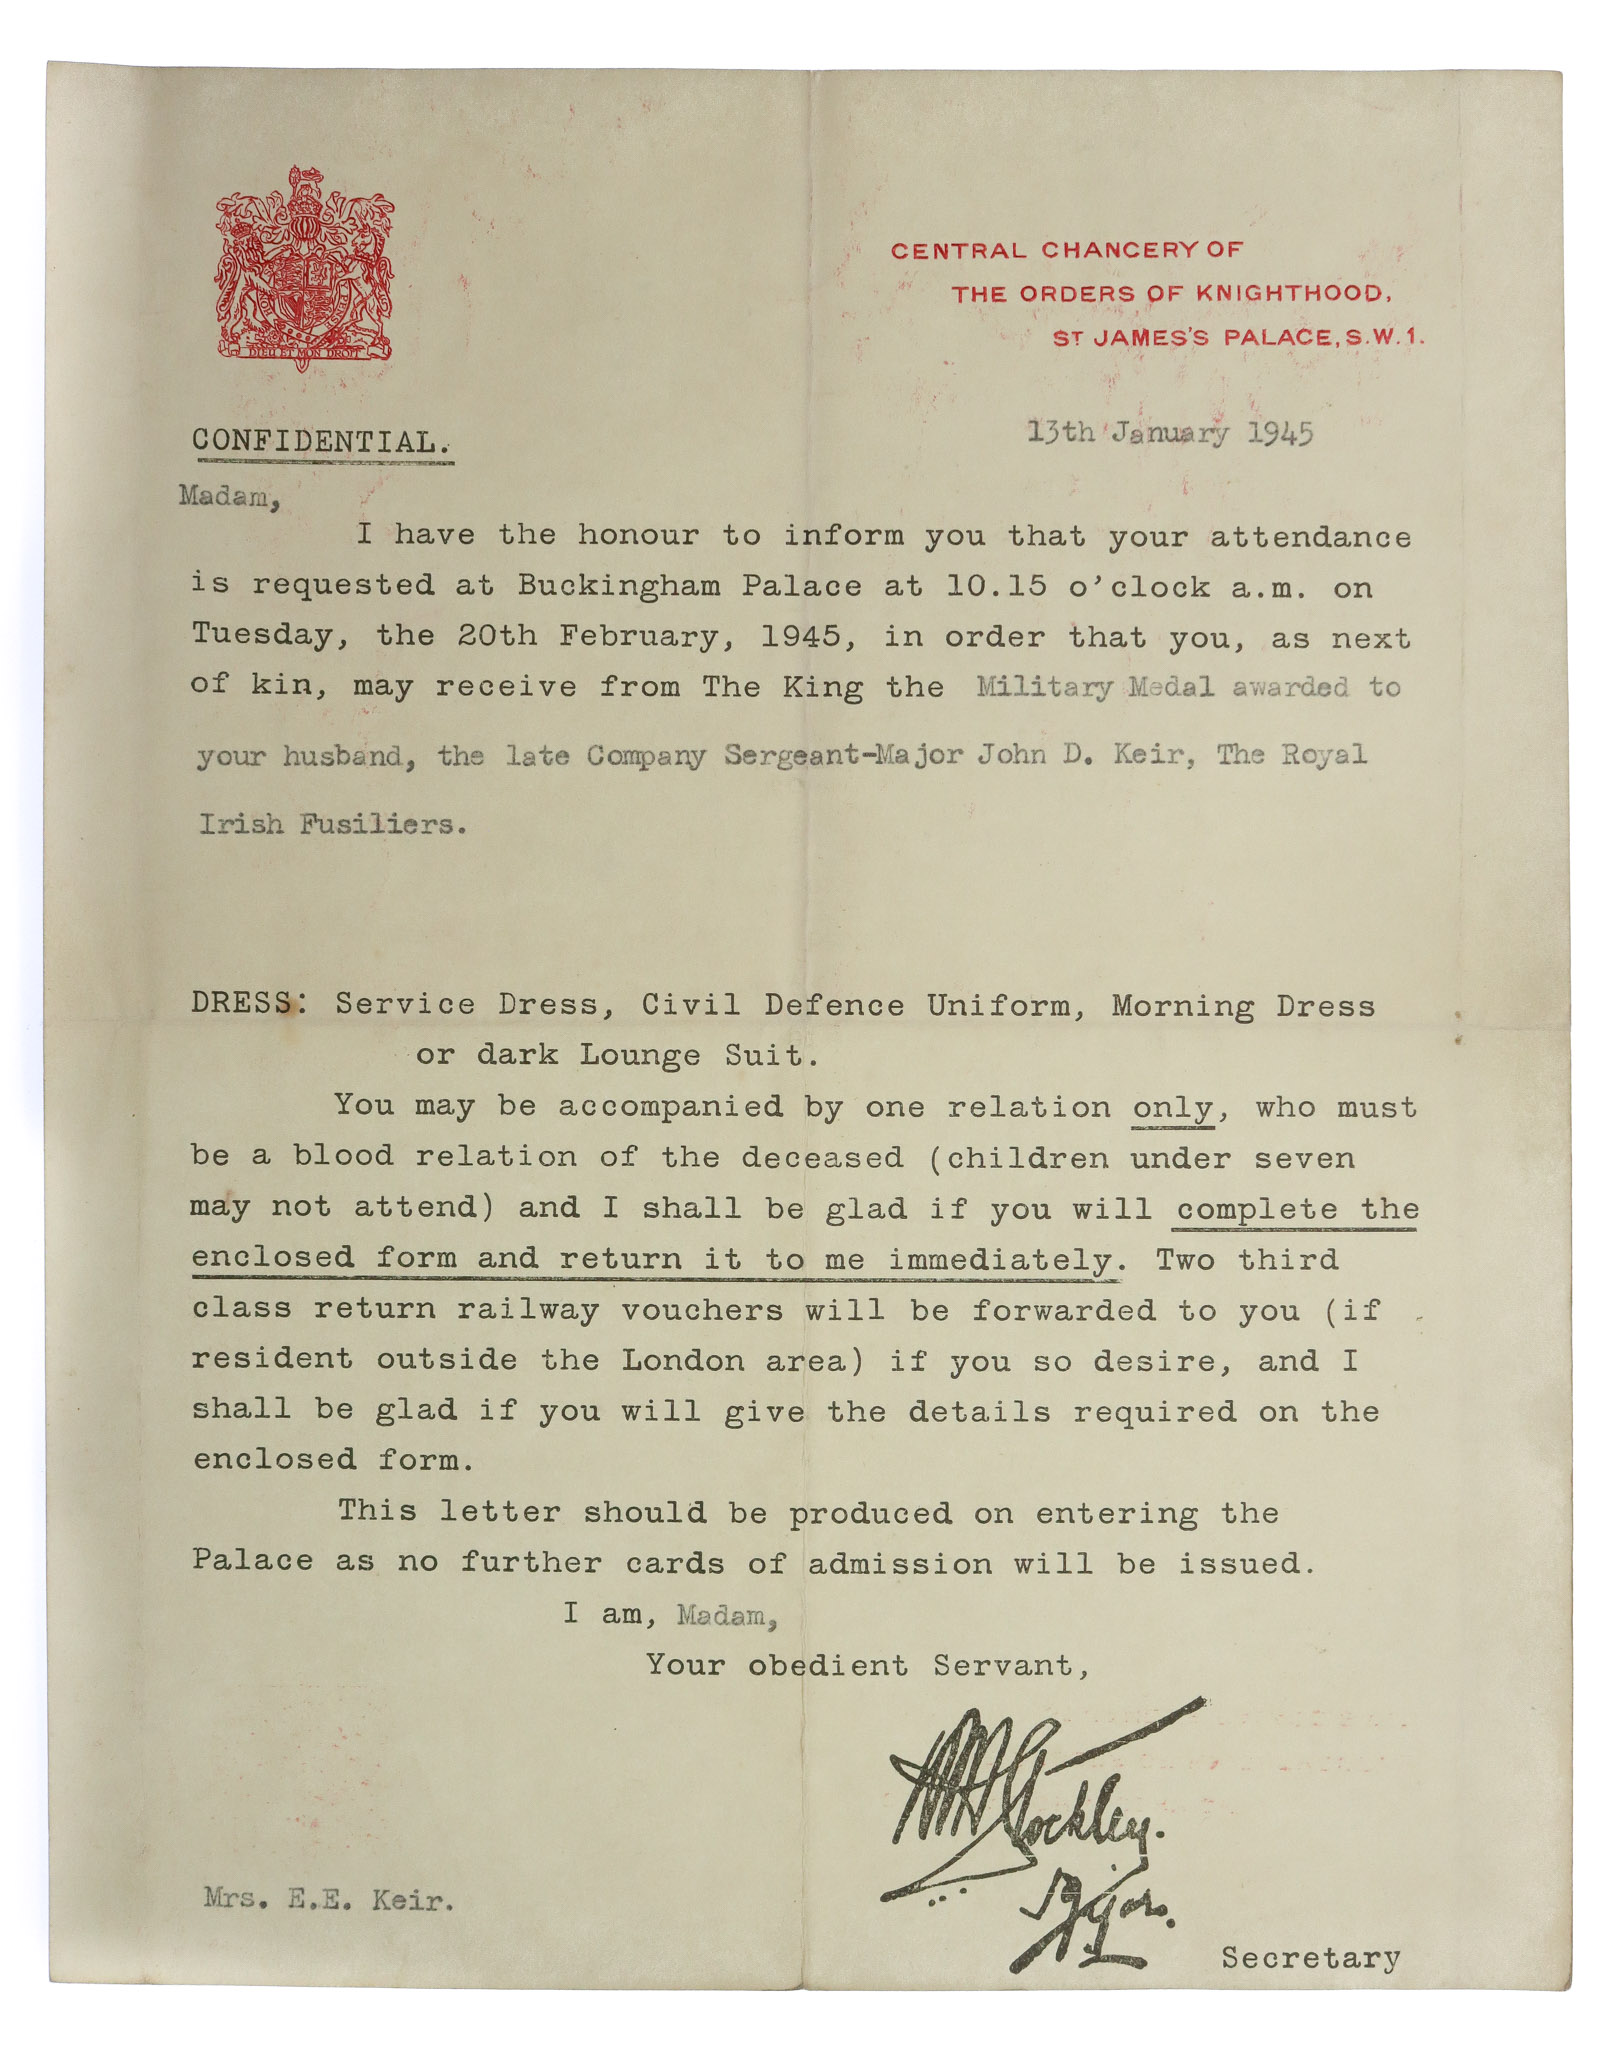 DIEU ET MON DROIT
CENTRAL CHANCERY OF
THE ORDERS OF KNIGHTHOOD,
ST JAMES'S PALACE, S.W.1.
13th January 1945
CONFIDENTIAL.
Madam,
I have the honour to inform you that your attendance
is requested at Buckingham Palace at 10.15 o'clock a.m. on
Tuesday, the 20th February, 1945, in order that you, as next
of kin, may receive from The King the Military Medal awarded to
your husband, the late Company Sergeant-Major John D. Keir, The Royal
Irish Fusiliers.
DRESS: Service Dress, Civil Defence Uniform, Morning Dress
or dark Lounge Suit.
You may be accompanied by one relation only, who must
be a blood relation of the deceased (children under seven
may not attend) and I shall be glad if you will complete the
enclosed form and return it to me immediately. Two third
class return railway vouchers will be forwarded to you (if
resident outside the London area) if you so desire, and I
shall be glad if you will give the details required on the
enclosed form.
This letter should be produced on entering the
Palace as no further cards of admission will be issued.
I am, Madam,
Your obedient Servant,
Stockley.
Major.
Mrs. E.E. Keir.
Secretary